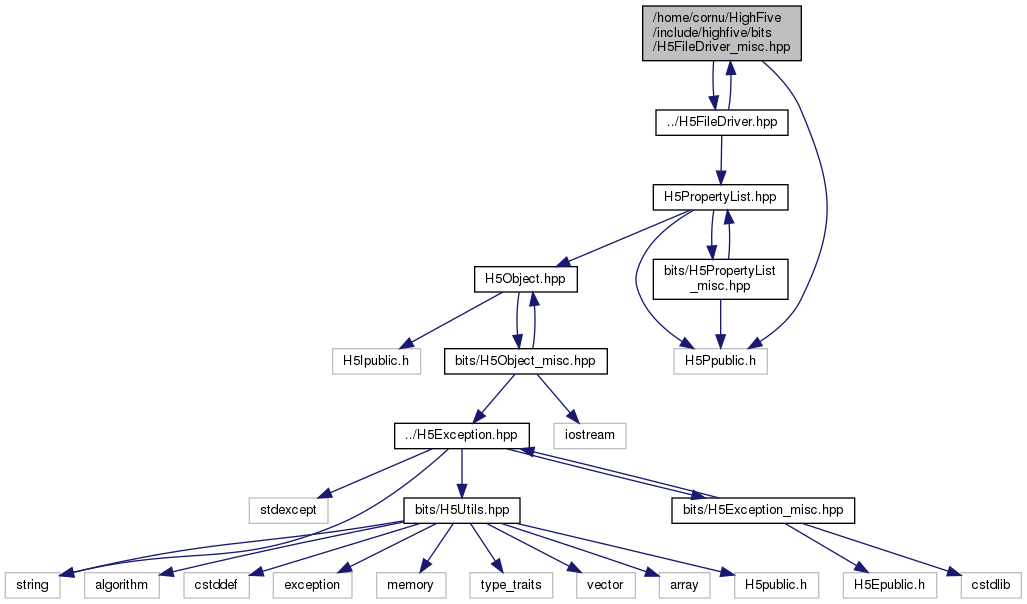 /home/cornu/HighFive
/include/highfive/bits
/H5FileDriver_misc.hpp
../H5FileDriver.hpp
H5PropertyList.hpp
H5Object.hpp
bits/H5PropertyList
_misc.hpp
H5Ipublic.h
bits/H5Object_misc.hpp
H5Ppublic.h
../H5Exception.hpp
iostream
stdexcept
bits/H5Utils.hpp
bits/H5Exception_misc.hpp
string
algorithm
cstddef
exception
memory
type_traits
vector
array
H5public.h
H5Epublic.h
cstdlib